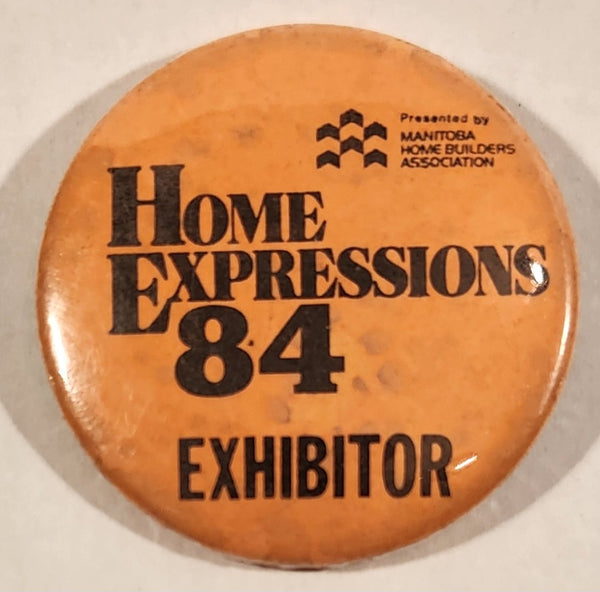 Presented by
MANITOBA
HOME BUILDERS
ASSOCIATION
HOME
EXPRESSIONS
84
EXHIBITOR